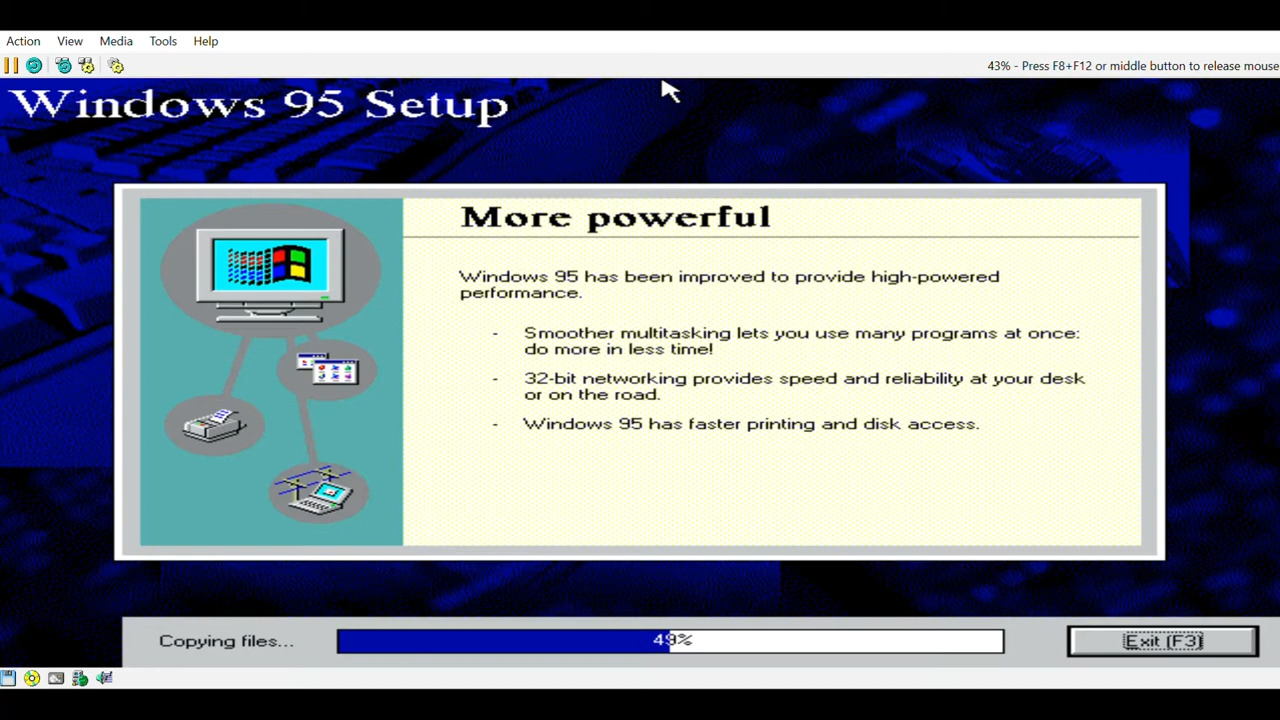 Action View Media Tools Help
43% - Press F8+F12 or middle button to release mouse
Windows 95 Setup
More powerful
Windows 95 has been improved to provide high-powered
performance.
- Smoother multitasking lets you use many programs at once:
do more in less time!
- 32-bit networking provides speed and reliability at your desk
or on the road.
- Windows 95 has faster printing and disk access.
Copying files... 49% Exit (F3)